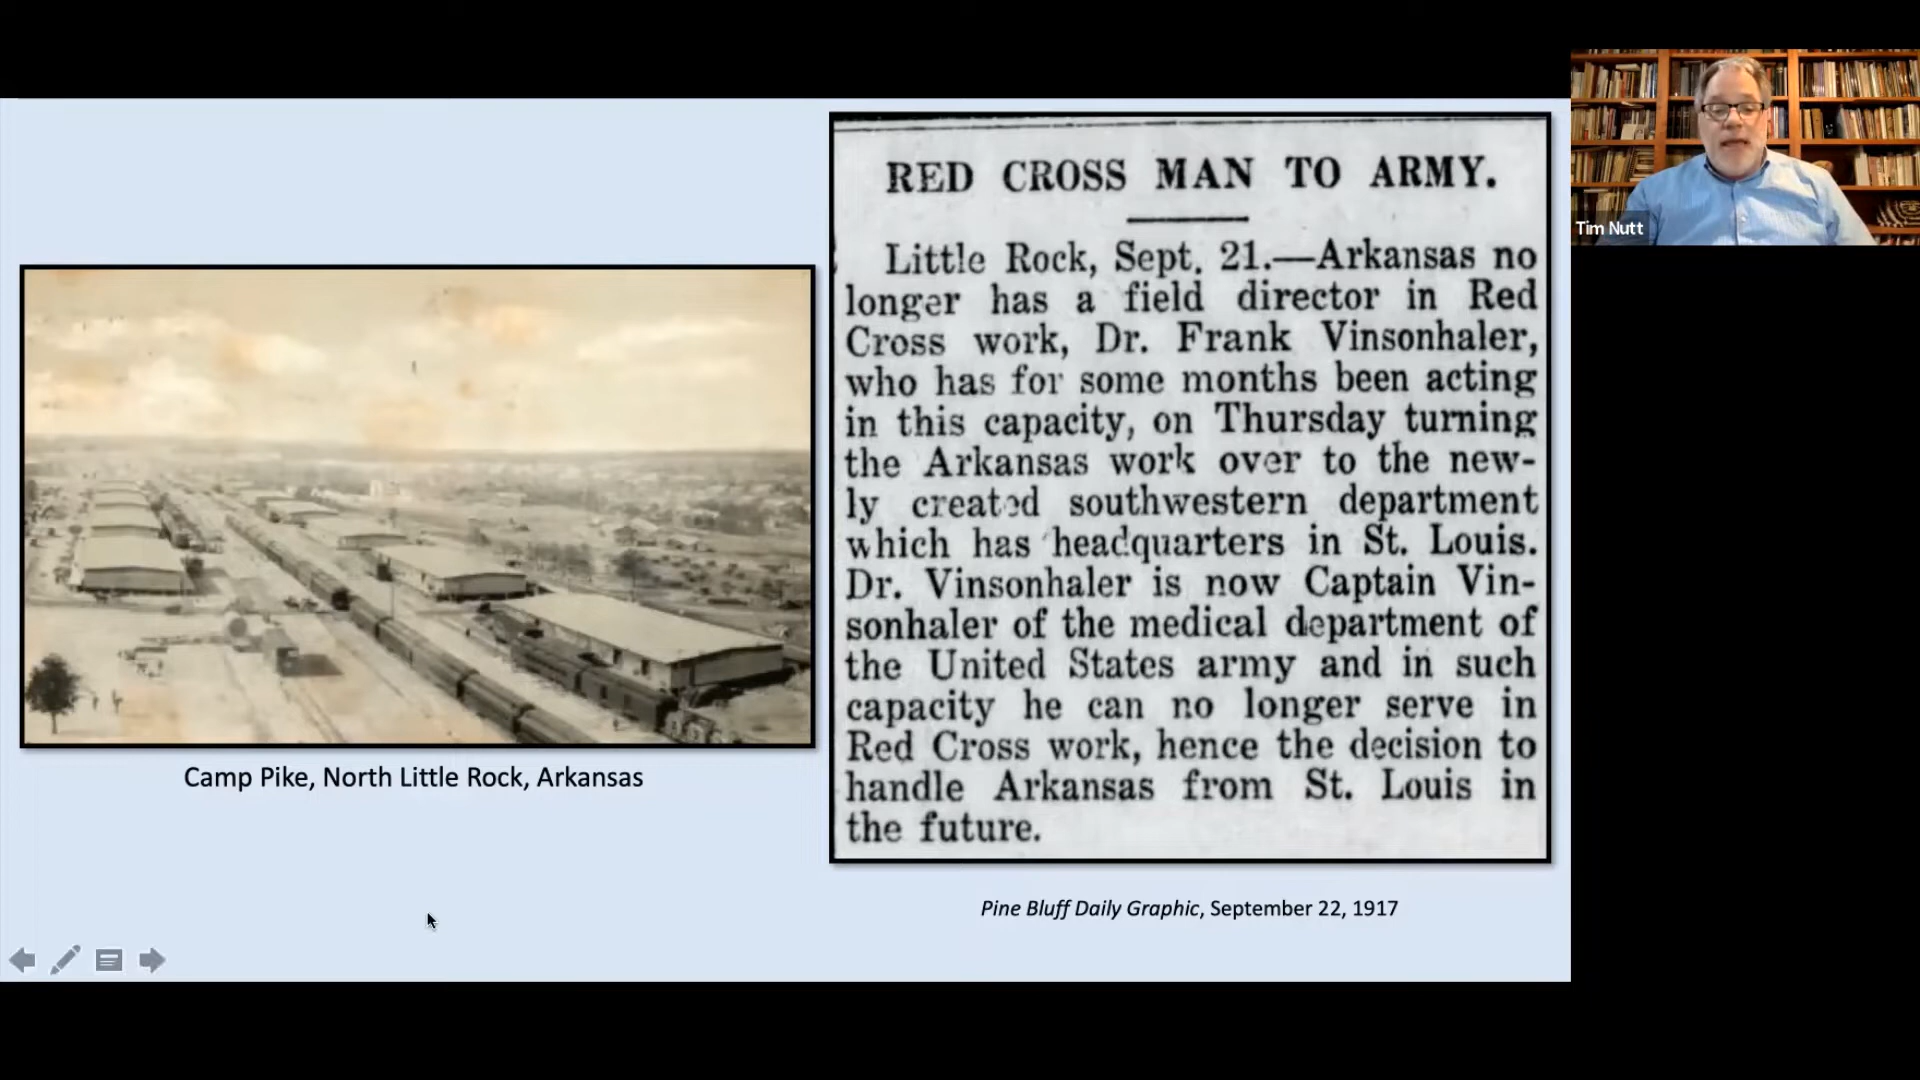 RED CROSS MAN TO ARMY.
Little Rock, Sept. 21.—Arkansas no
longer has a field director in Red
Cross work, Dr. Frank Vinsonhaler,
who has for some months been acting
in this capacity, on Thursday turning
the Arkansas work over to the new-
ly created southwestern department
which has headquarters in St. Louis.
Dr. Vinsonhaler is now Captain Vin-
sonhaler of the medical department of
the United States army and in such
capacity he can no longer serve in
Red Cross work, hence the decision to
handle Arkansas from St. Louis in
the future.
Camp Pike, North Little Rock, Arkansas
Pine Bluff Daily Graphic, September 22, 1917
Tim Nutt